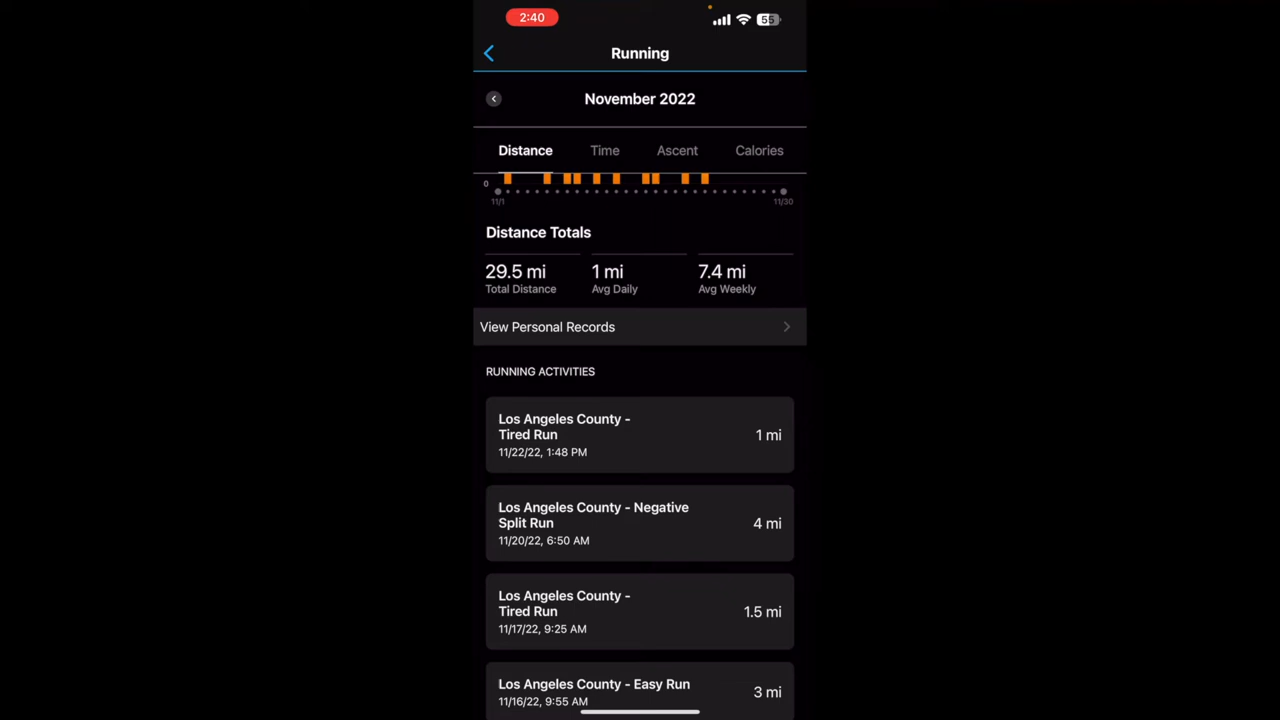 2:40
55
Running
November 2022
Distance Time Ascent Calories
0
11/1 11/30
Distance Totals
29.5 mi 1 mi 7.4 mi
Total Distance Avg Daily Avg Weekly
View Personal Records
RUNNING ACTIVITIES
Los Angeles County -
Tired Run
1 mi
11/22/22, 1:48 PM
Los Angeles County - Negative
Split Run
4 mi
11/20/22, 6:50 AM
Los Angeles County -
Tired Run
1.5 mi
11/17/22, 9:25 AM
Los Angeles County - Easy Run
3 mi
11/16/22, 9:55 AM